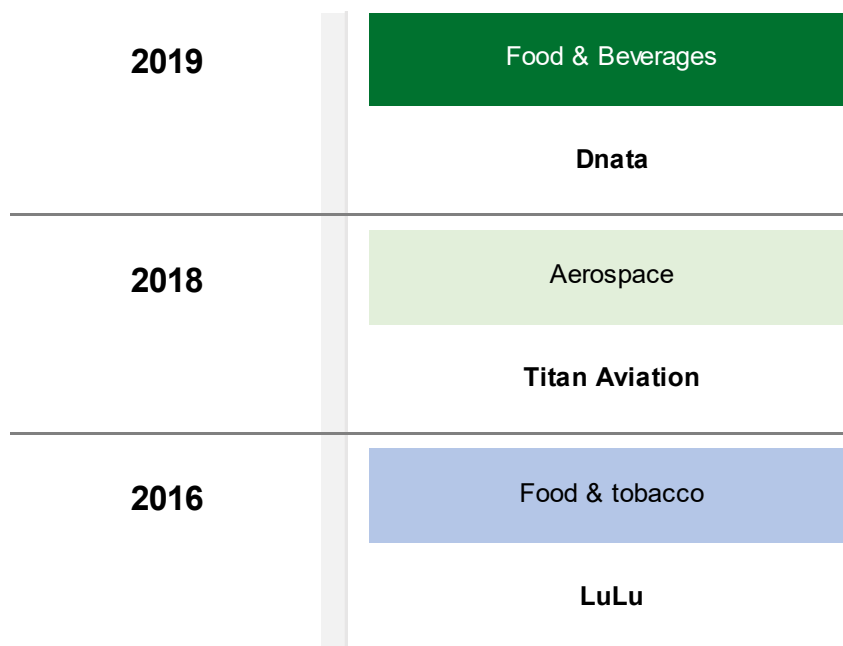 2019
Food & Beverages
Dnata
2018
Aerospace
Titan Aviation
2016
Food & tobacco
LuLu